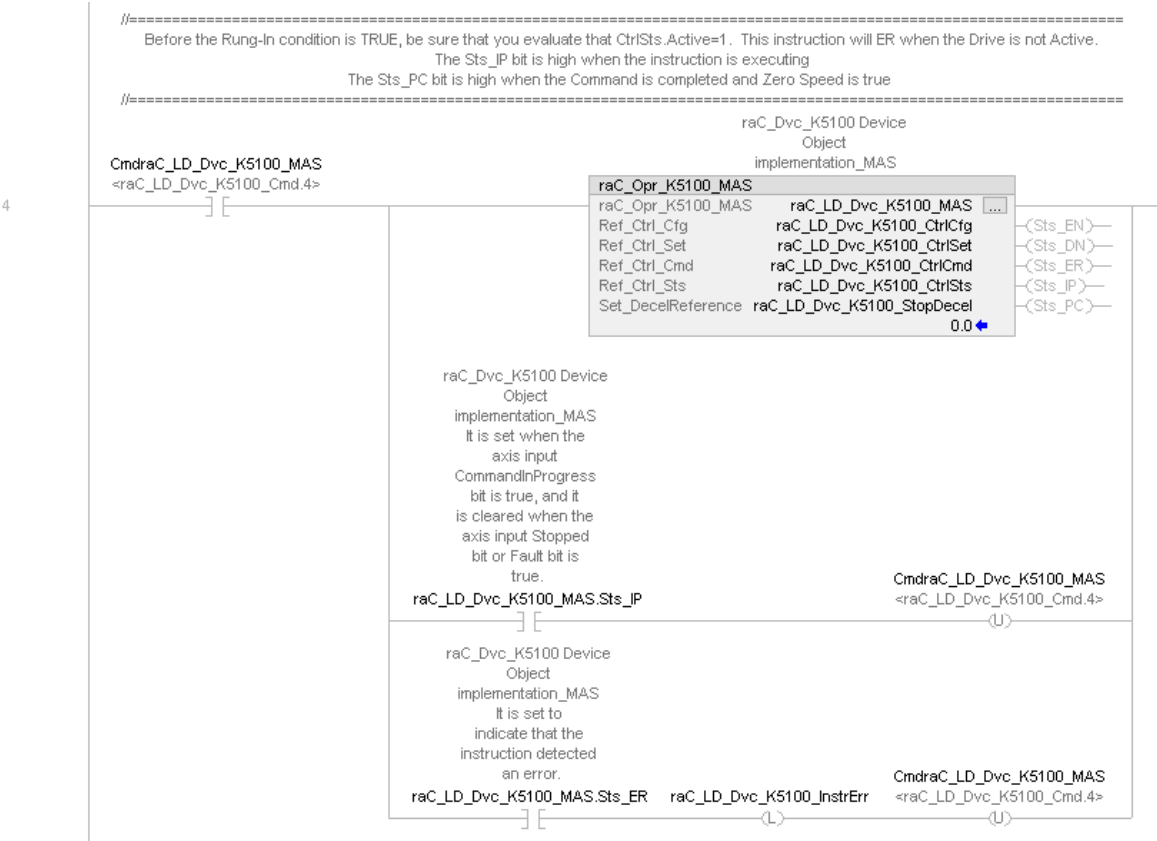 //==========================================================================================================================
Before the Rung-In condition is TRUE, be sure that you evaluate that CtrlSts.Active=1. This instruction will ER when the Drive is not Active.
The Sts_IP bit is high when the instruction is executing
The Sts_PC bit is high when the Command is completed and Zero Speed is true
//==========================================================================================================================
raC_Dvc_K5100 Device
Object
implementation_MAS
CmdraC_LD_Dvc_K5100_MAS
<raC_LD_Dvc_K5100_Cmd.4>
4
raC_Opr_K5100_MAS
raC_Opr_K5100_MAS raC_LD_Dvc_K5100_MAS ...
Ref_Ctrl_Cfg raC_LD_Dvc_K5100_CtrlCfg (Sts_EN)
Ref_Ctrl_Set raC_LD_Dvc_K5100_CtrlSet (Sts_DN)
Ref_Ctrl_Cmd raC_LD_Dvc_K5100_CtrlCmd (Sts_ER)
Ref_Ctrl_Sts raC_LD_Dvc_K5100_CtrlSts (Sts_IP)
Set_DecelReference raC_LD_Dvc_K5100_StopDecel (Sts_PC)
0.0
raC_Dvc_K5100 Device
Object
implementation_MAS
It is set when the
axis input
CommandInProgress
bit is true, and it
is cleared when the
axis input Stopped
bit or Fault bit is
true.
raC_LD_Dvc_K5100_MAS.Sts_IP
CmdraC_LD_Dvc_K5100_MAS
<raC_LD_Dvc_K5100_Cmd.4>
(U)
raC_Dvc_K5100 Device
Object
implementation_MAS
It is set to
indicate that the
instruction detected
an error.
raC_LD_Dvc_K5100_MAS.Sts_ER
raC_LD_Dvc_K5100_InstrErr
(L)
CmdraC_LD_Dvc_K5100_MAS
<raC_LD_Dvc_K5100_Cmd.4>
(U)